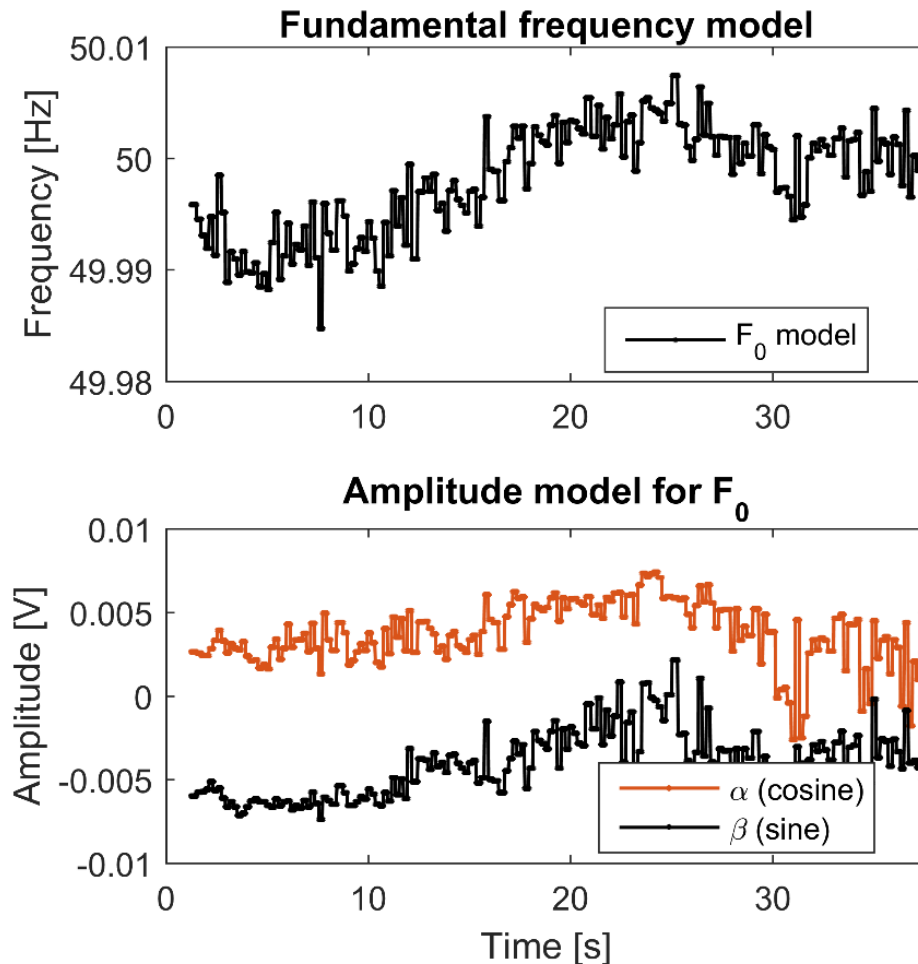 Fundamental frequency model
Frequency [Hz]
50.01
50
49.99
49.98
0 10 20 30
F0 model
Amplitude model for F0
Amplitude [V]
0.01
0.005
0
-0.005
-0.01
0 10 20 30
α (cosine)
β (sine)
Time [s]